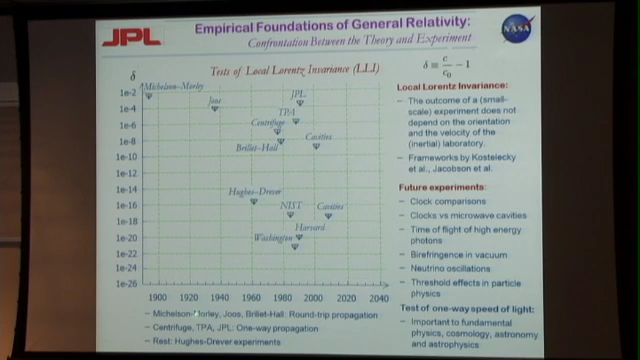 JPL
Empirical Foundations of General Relativity:
Confrontation Between the Theory and Experiment
NASA
Tests of Local Lorentz Invariance (LLI)
δ ≡ c/c₀ − 1
δ
1e-2
1e-4
1e-6
1e-8
1e-10
1e-12
1e-14
1e-16
1e-18
1e-20
1e-22
1e-24
1e-26
1900
1920
1940
1960
1980
2000
2020
2040
Michelson–Morley
Joos
JPL
TPA
Centrifuge
Cavities
Brillet–Hall
Hughes–Drever
NIST
Cavities
Harvard
Washington
– Michelson-Morley, Joos, Brillet-Hall: Round-trip propagation
– Centrifuge, TPA, JPL: One-way propagation
– Rest: Hughes-Drever experiments
Local Lorentz Invariance:
– The outcome of a (small-
scale) experiment does not
depend on the orientation
and the velocity of the
(inertial) laboratory.
– Frameworks by Kostelecky
et al., Jacobson et al.
Future experiments:
– Clock comparisons
– Clocks vs microwave cavities
– Time of flight of high energy
photons
– Birefringence in vacuum
– Neutrino oscillations
– Threshold effects in particle
physics
Test of one-way speed of light:
– Important to fundamental
physics, cosmology, astronomy
and astrophysics